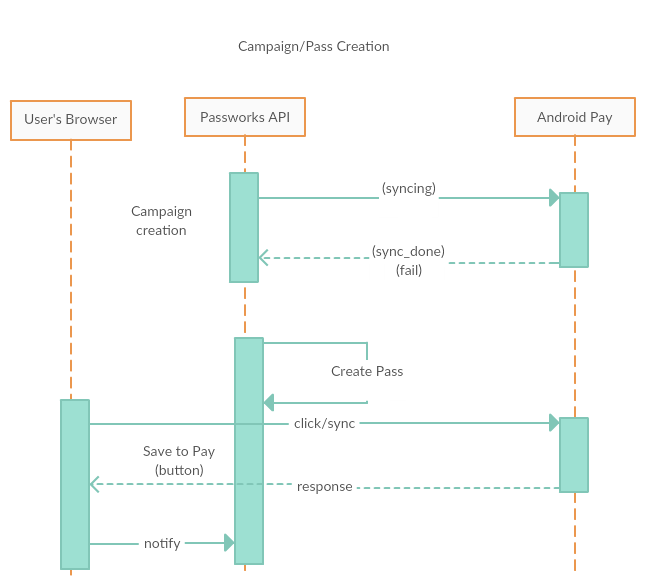 Campaign/Pass Creation
User's Browser
Passworks API
Android Pay
(syncing)
Campaign
creation
(sync_done)
(fail)
Create Pass
click/sync
Save to Pay
(button)
response
notify